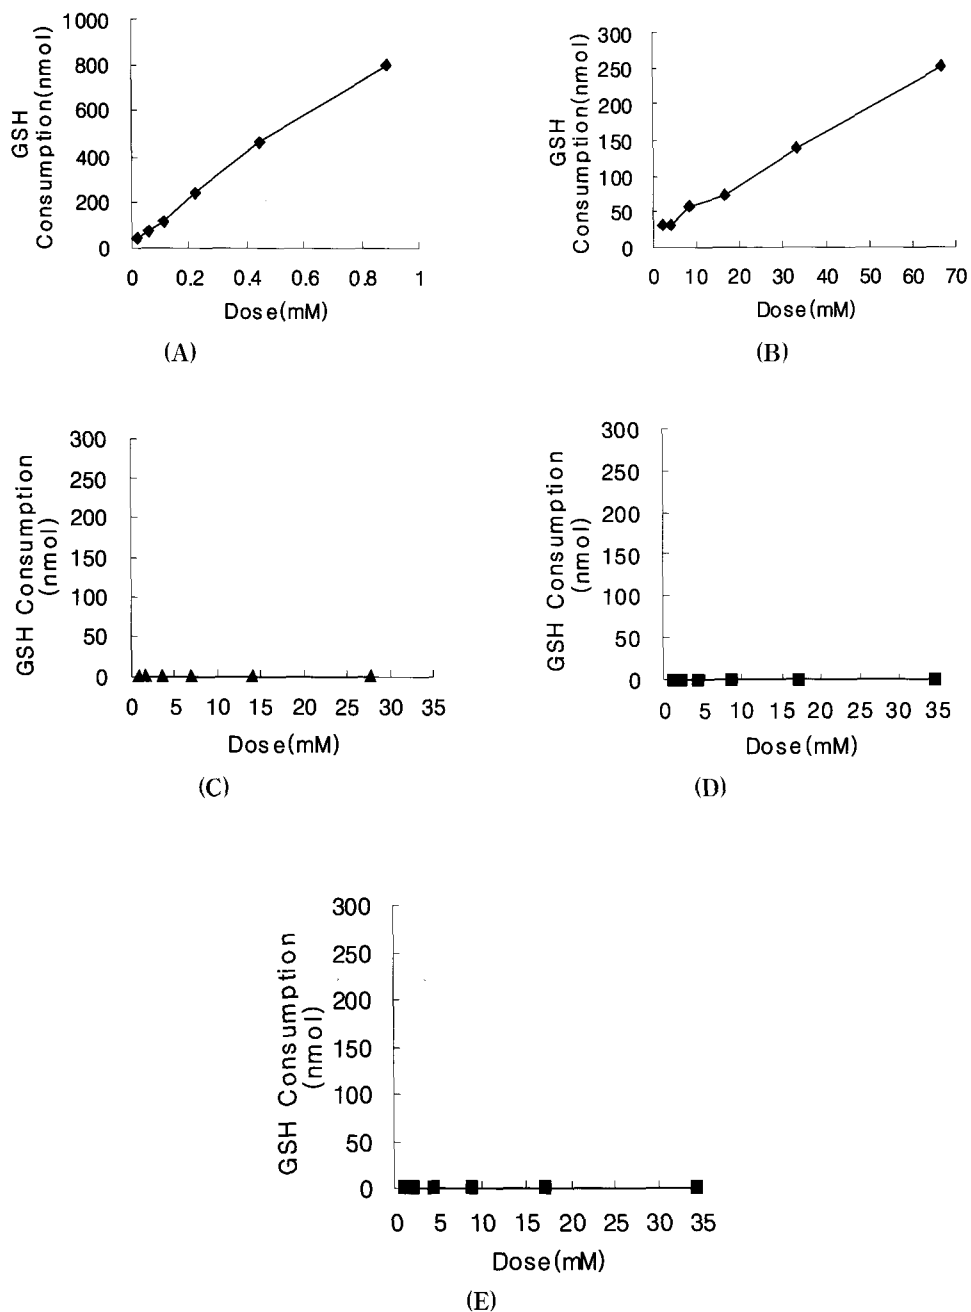 GSH
Consumption(nmol)
1000
800
600
400
200
0
0 0.2 0.4 0.6 0.8 1
Dose(mM)
(A)
GSH
Consumption(nmol)
300
250
200
150
100
50
0
0 10 20 30 40 50 60 70
Dose(mM)
(B)
GSH Consumption
(nmol)
300
250
200
150
100
50
0
0 5 10 15 20 25 30 35
Dose(mM)
(C)
GSH Consumption
(nmol)
300
250
200
150
100
50
0
0 5 10 15 20 25 30 35
Dose(mM)
(D)
GSH Consumption
(nmol)
300
250
200
150
100
50
0
0 5 10 15 20 25 30 35
Dose(mM)
(E)